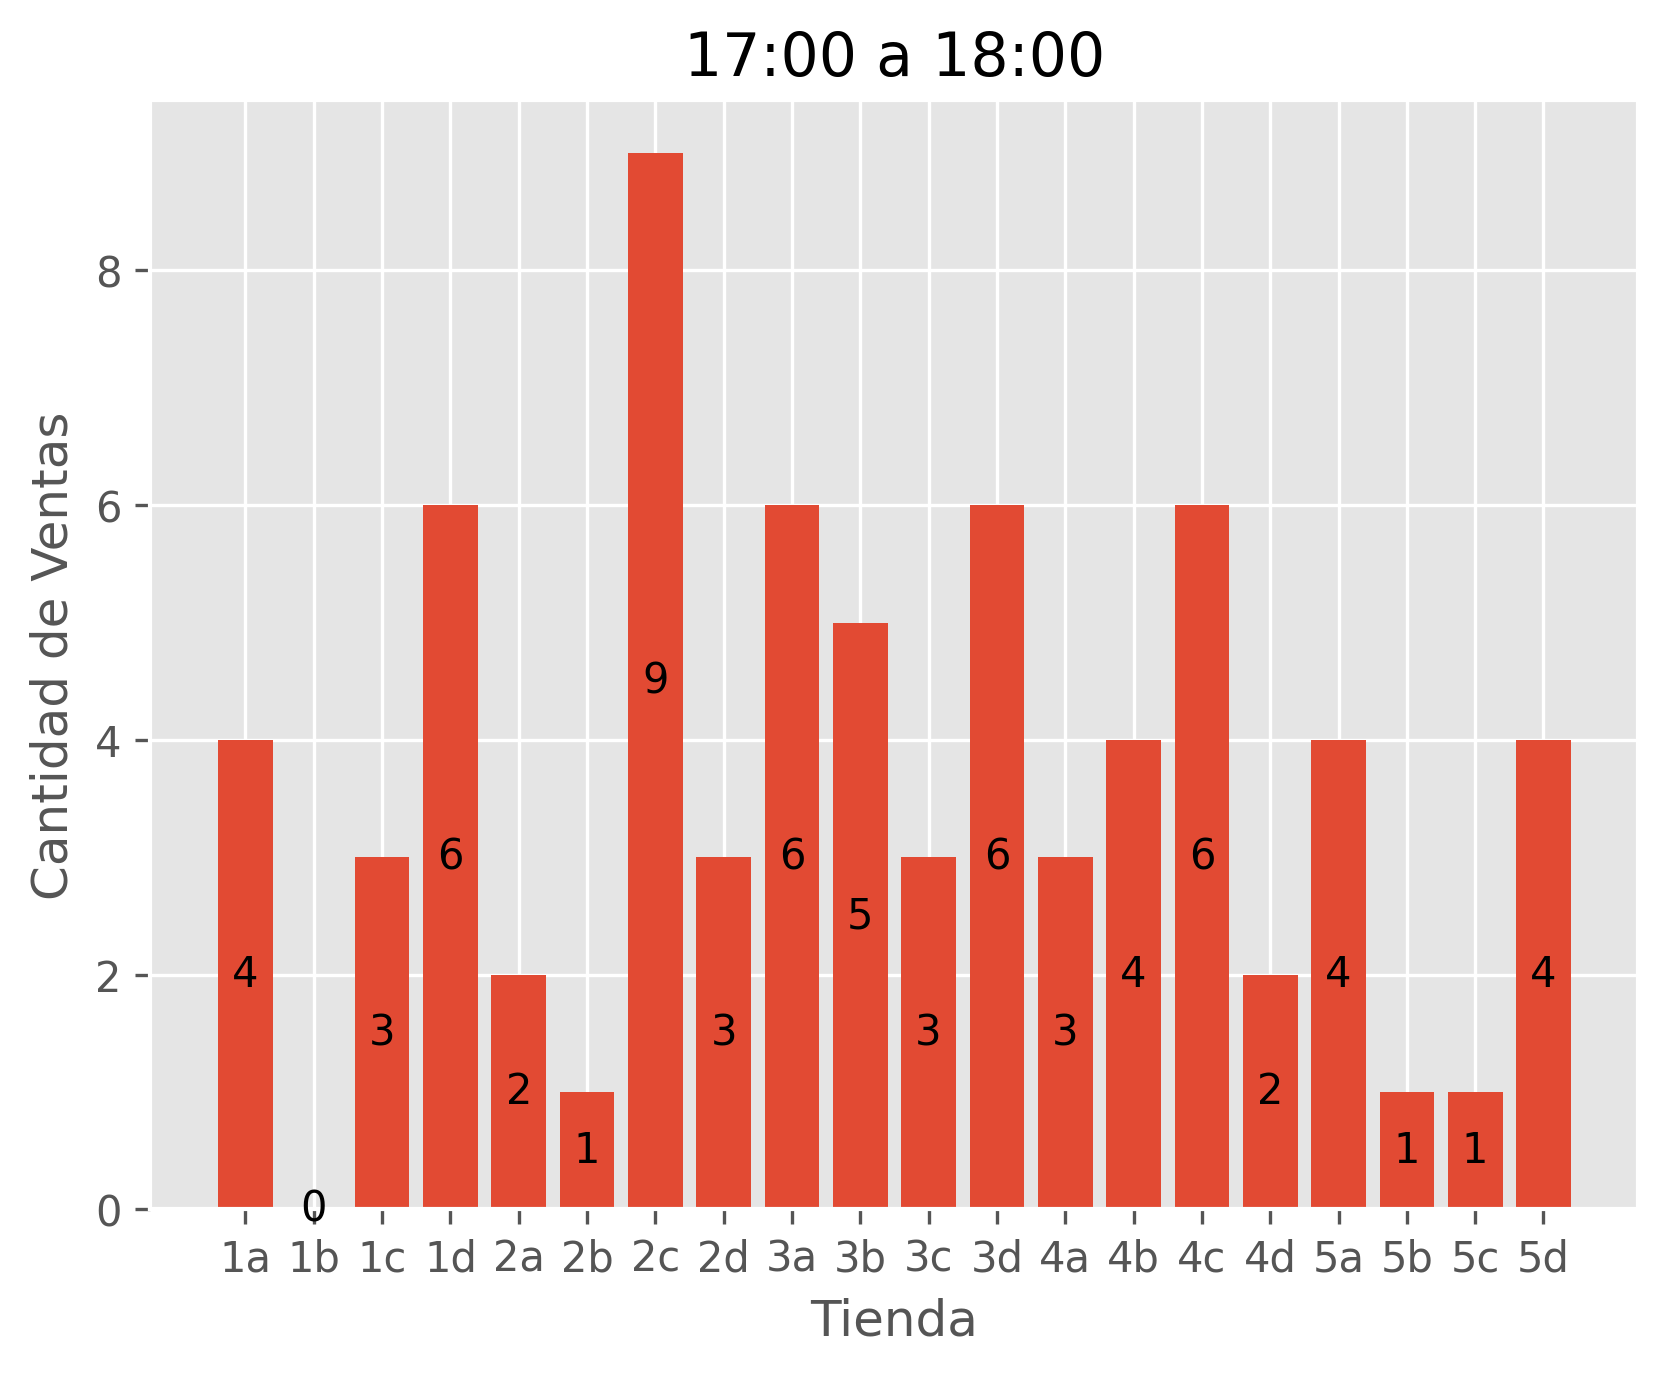 17:00 a 18:00
Cantidad de Ventas
8
6
4
2
0
4 0 3 6 2 1 9 3 6 5 3 6 3 4 6 2 4 1 1 4
1a 1b 1c 1d 2a 2b 2c 2d 3a 3b 3c 3d 4a 4b 4c 4d 5a 5b 5c 5d
Tienda